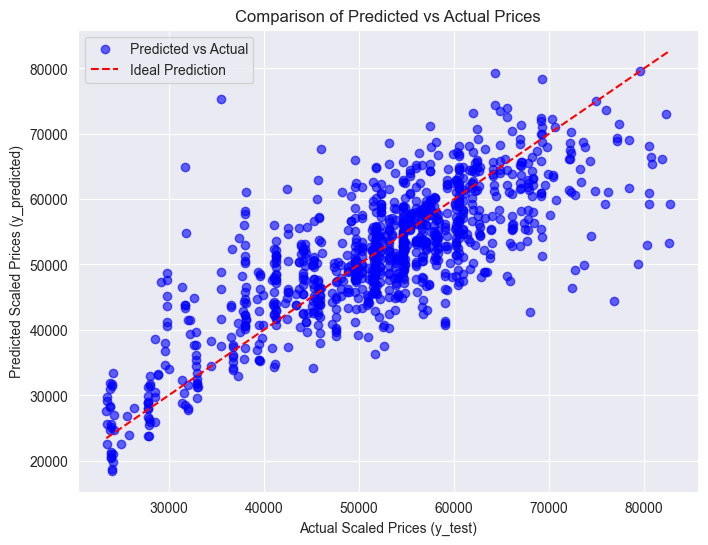 Comparison of Predicted vs Actual Prices
Predicted vs Actual
Ideal Prediction
Predicted Scaled Prices (y_predicted)
80000
70000
60000
50000
40000
30000
20000
30000 40000 50000 60000 70000 80000
Actual Scaled Prices (y_test)